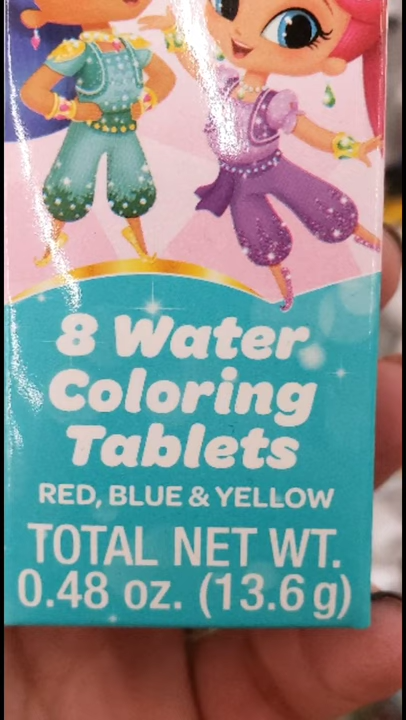 8 Water
Coloring
Tablets
RED, BLUE & YELLOW
TOTAL NET WT.
0.48 oz. (13.6 g)